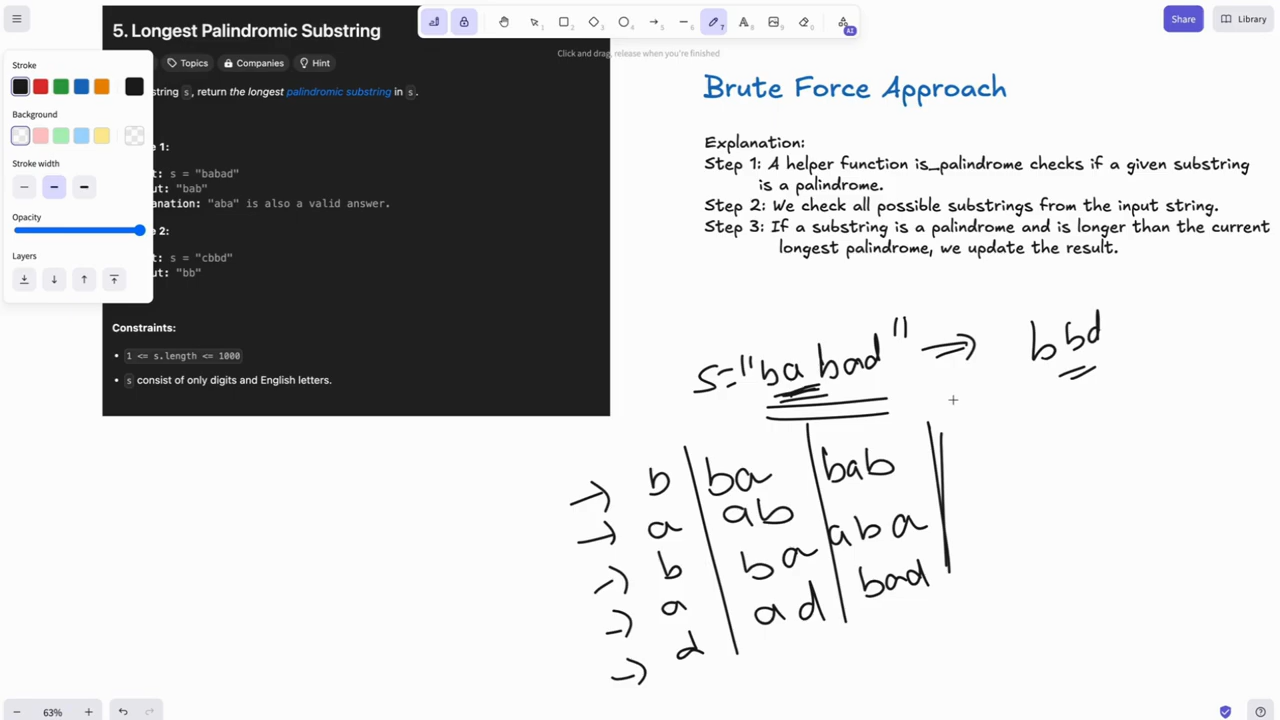 Share
Library
Click and drag, release when you're finished
Stroke
Background
Stroke width
Opacity
Layers
5. Longest Palindromic Substring
Topics
Companies
Hint
string s, return the longest palindromic substring in s.
e 1:
t: s = "babad"
ut: "bab"
anation: "aba" is also a valid answer.
e 2:
t: s = "cbbd"
ut: "bb"
Constraints:
1 <= s.length <= 1000
s consist of only digits and English letters.
Brute Force Approach
Explanation:
Step 1: A helper function is_palindrome checks if a given substring
is a palindrome.
Step 2: We check all possible substrings from the input string.
Step 3: If a substring is a palindrome and is longer than the current
longest palindrome, we update the result.
s="babad" ⇒ bbd
b ba bab
a ab aba
b ba bad
a ad
d
63%